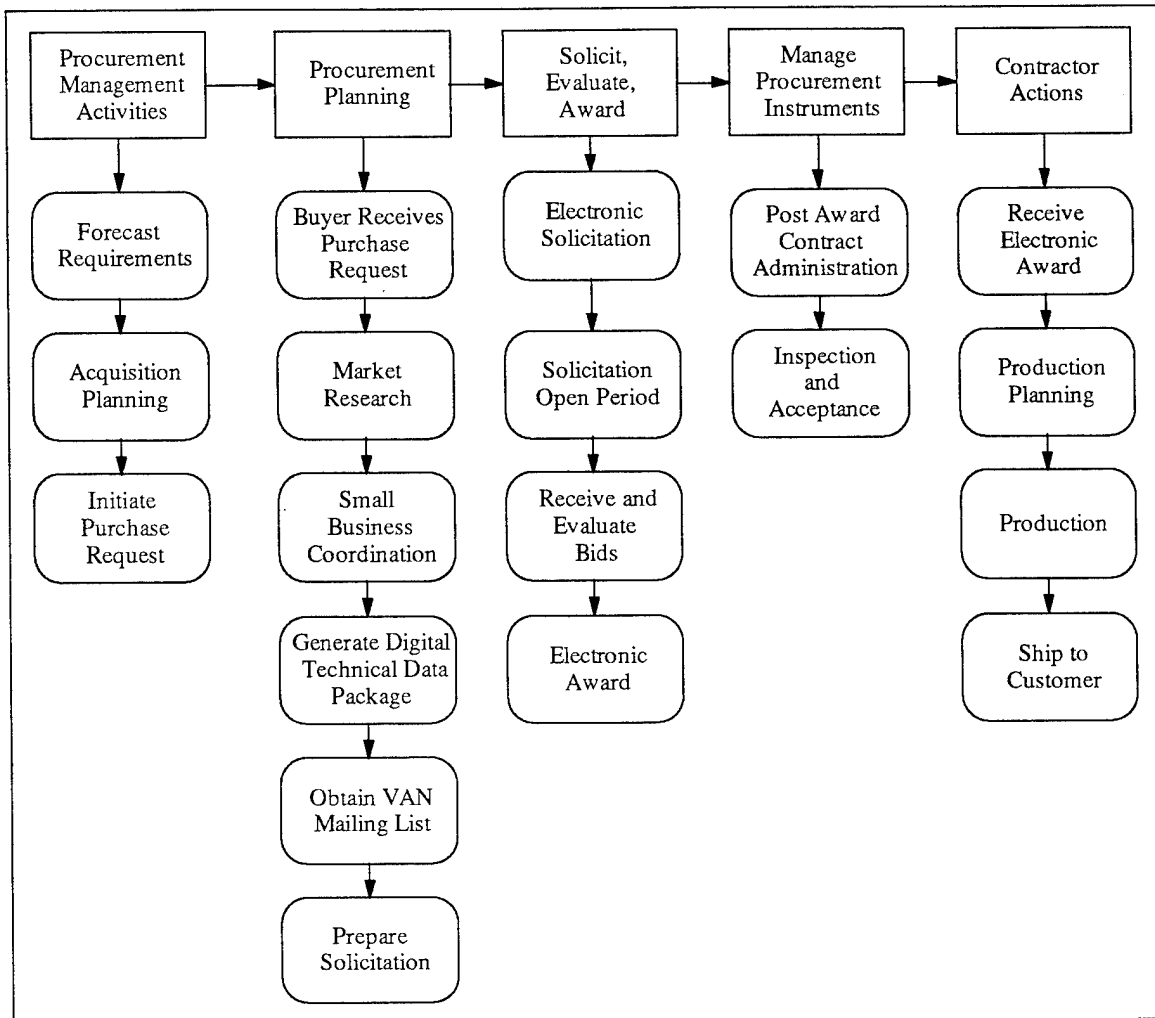 Procurement
Management
Activities
Procurement
Planning
Solicit,
Evaluate,
Award
Manage
Procurement
Instruments
Contractor
Actions
Forecast
Requirements
Acquisition
Planning
Initiate
Purchase
Request
Buyer Receives
Purchase
Request
Market
Research
Small
Business
Coordination
Generate Digital
Technical Data
Package
Obtain VAN
Mailing List
Prepare
Solicitation
Electronic
Solicitation
Solicitation
Open Period
Receive and
Evaluate
Bids
Electronic
Award
Post Award
Contract
Administration
Inspection
and
Acceptance
Receive
Electronic
Award
Production
Planning
Production
Ship to
Customer